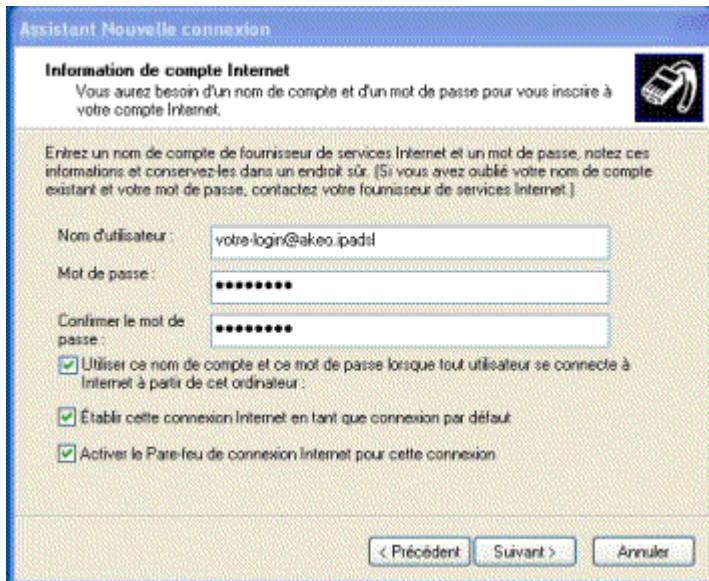 Assistant Nouvelle connexion
Information de compte Internet
Vous aurez besoin d'un nom de compte et d'un mot de passe pour vous inscrire à
votre compte Internet.
Entrez un nom de compte de fournisseur de services Internet et un mot de passe, notez ces
informations et conservez-les dans un endroit sûr. (Si vous avez oublié votre nom de compte
existant et votre mot de passe, contactez votre fournisseur de services Internet.)
Nom d'utilisateur :
votre-login@akeo.ipadsl
Mot de passe :
●●●●●●●●
Confirmer le mot de
passe :
●●●●●●●●
Utiliser ce nom de compte et ce mot de passe lorsque tout utilisateur se connecte à
Internet à partir de cet ordinateur :
Établir cette connexion Internet en tant que connexion par défaut
Activer le Pare-feu de connexion Internet pour cette connexion
< Précédent
Suivant >
Annuler